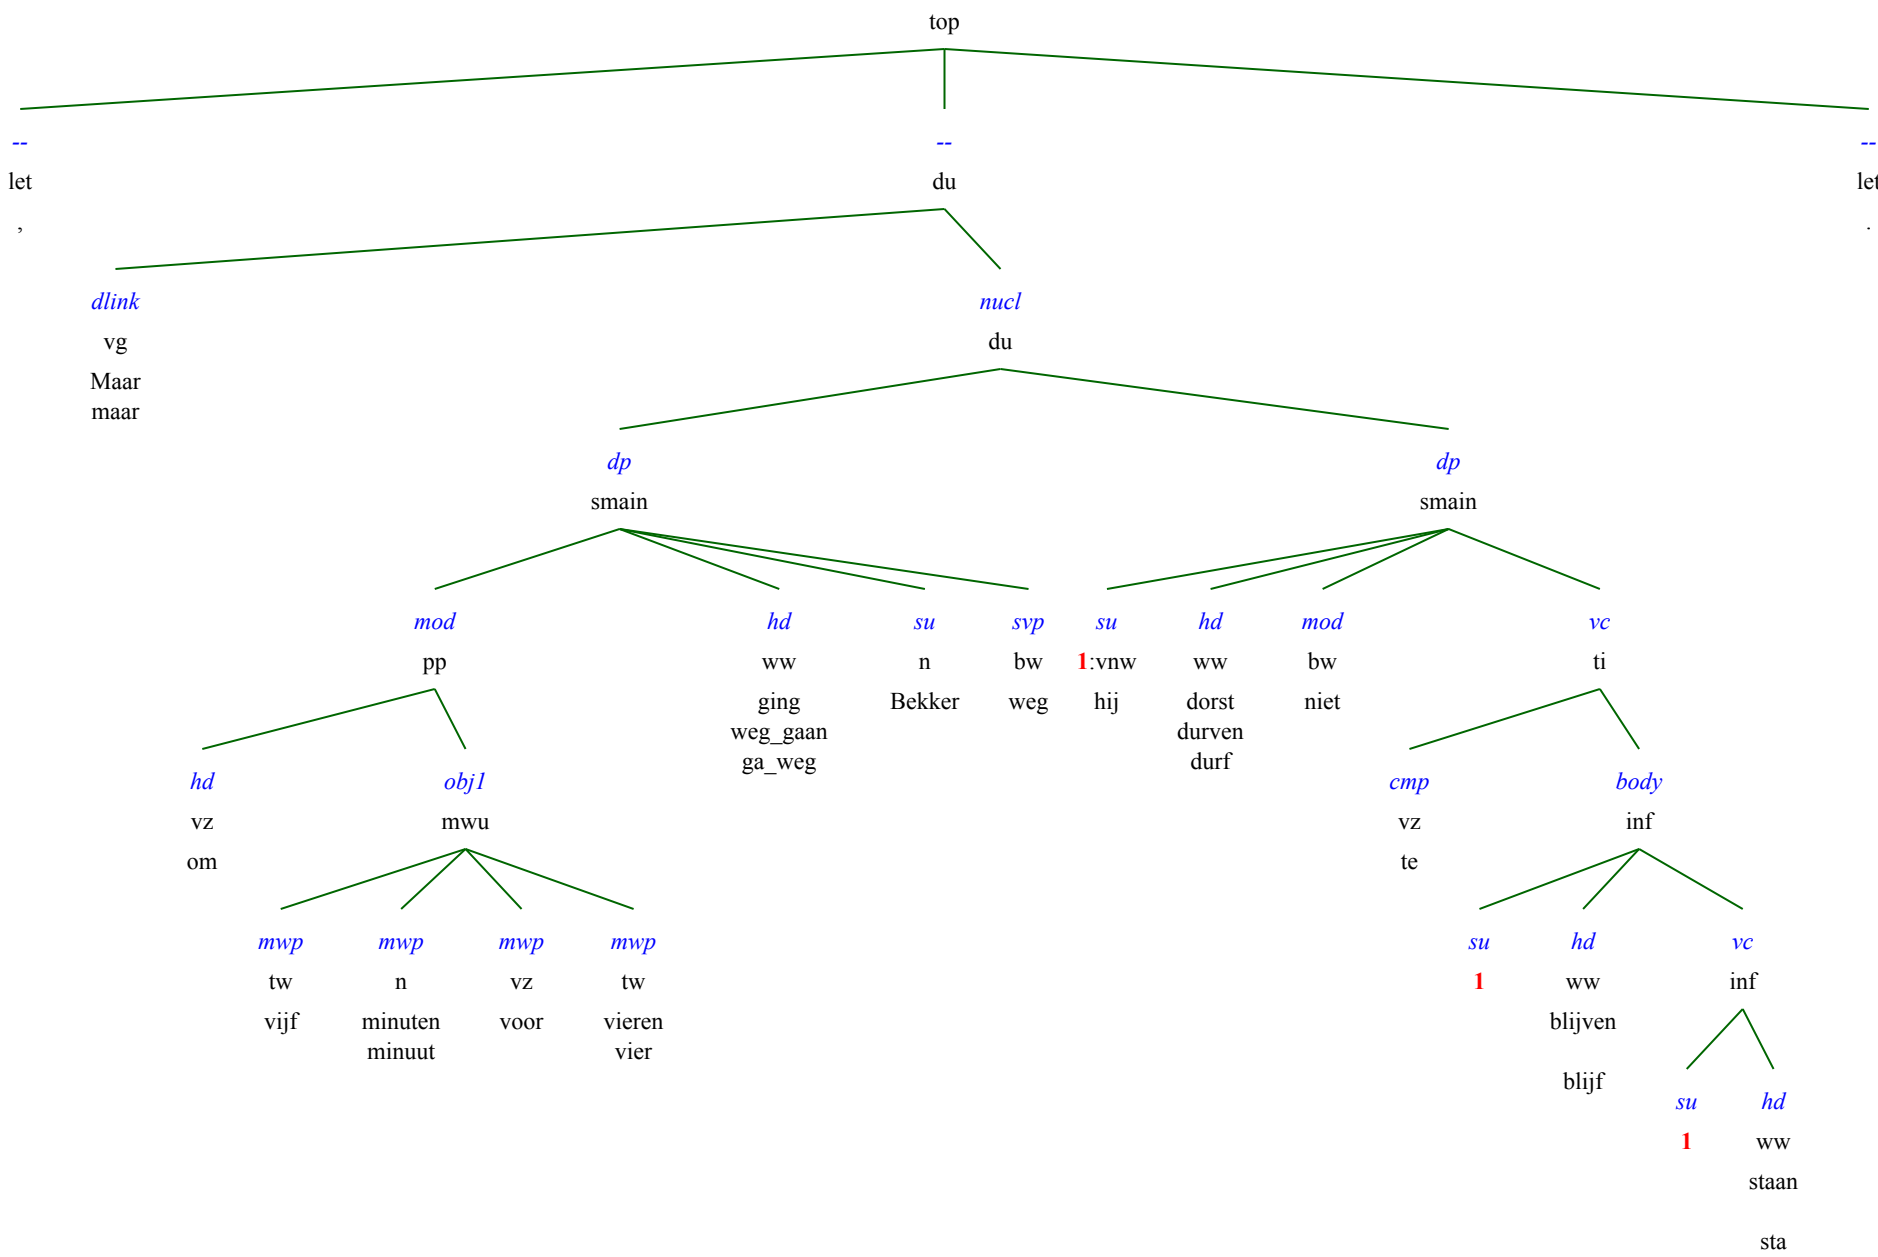 top
-- -- --
let du let
, .
dlink nucl
vg du
Maar
maar
dp dp
smain smain
mod hd su svp su hd mod vc
pp ww n bw 1:vnw ww bw ti
ging Bekker weg hij dorst niet
weg_gaan durven
ga_weg durf
hd obj1 cmp body
vz mwu vz inf
om te
mwp mwp mwp mwp su hd vc
tw n vz tw 1 ww inf
vijf minuten voor vieren blijven
minuut vier
blijf
su hd
1 ww
staan
sta